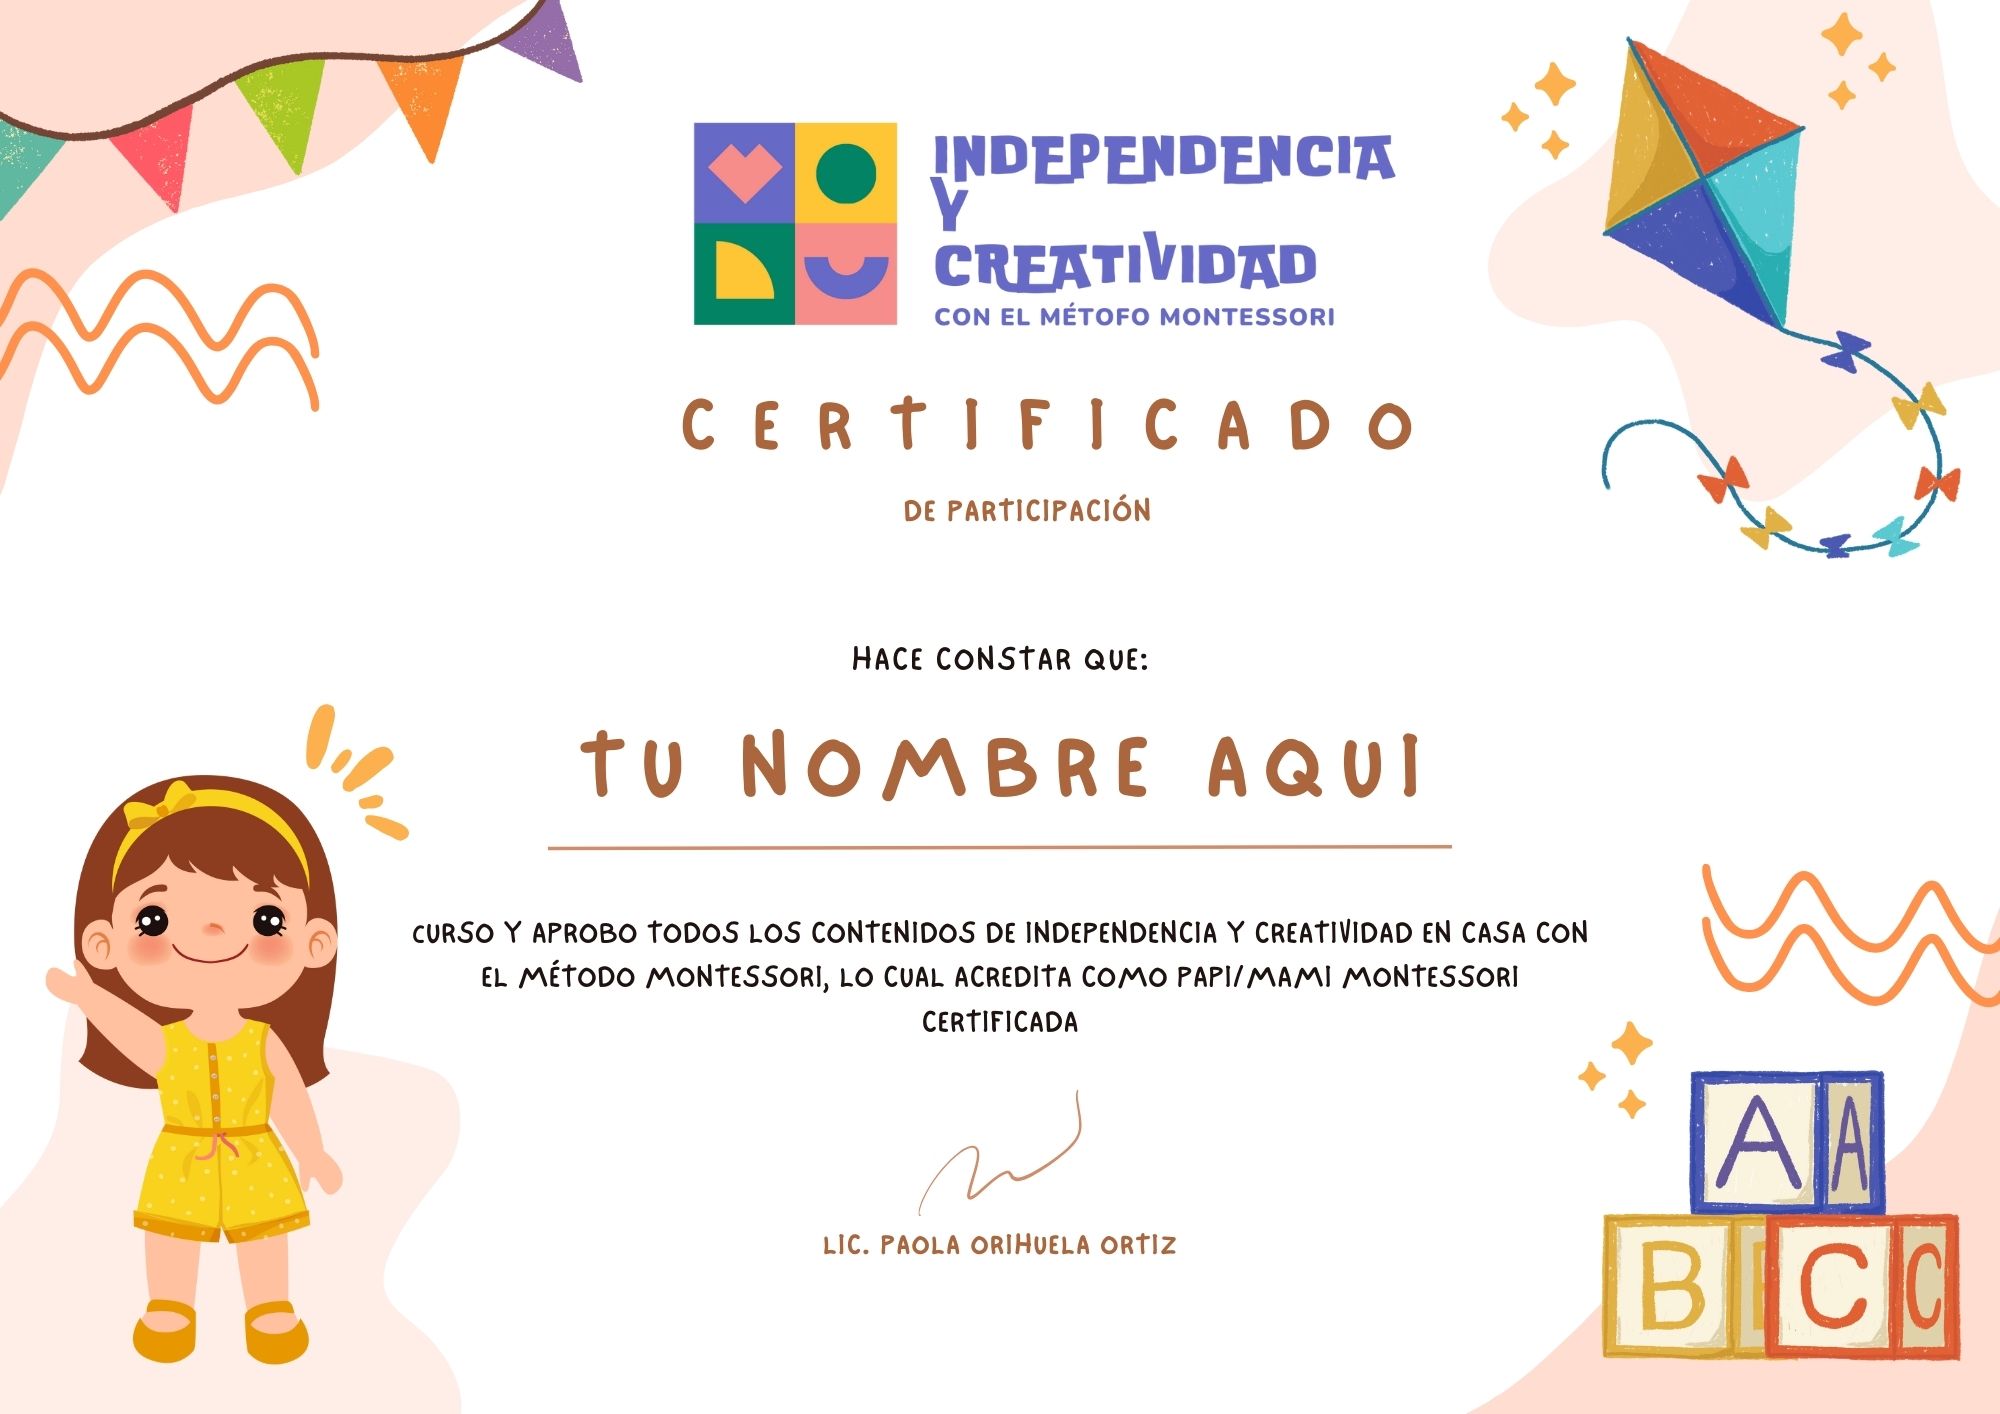 INDEPENDENCIA
Y
CREATIVIDAD
CON EL MÉTOFO MONTESSORI
CERTIFICADO
DE PARTICIPACIÓN
HACE CONSTAR QUE:
TU NOMBRE AQUI
CURSO Y APROBO TODOS LOS CONTENIDOS DE INDEPENDENCIA Y CREATIVIDAD EN CASA CON
EL MÉTODO MONTESSORI, LO CUAL ACREDITA COMO PAPI/MAMI MONTESSORI
CERTIFICADA
LIC. PAOLA ORIHUELA ORTIZ
A A
B C C